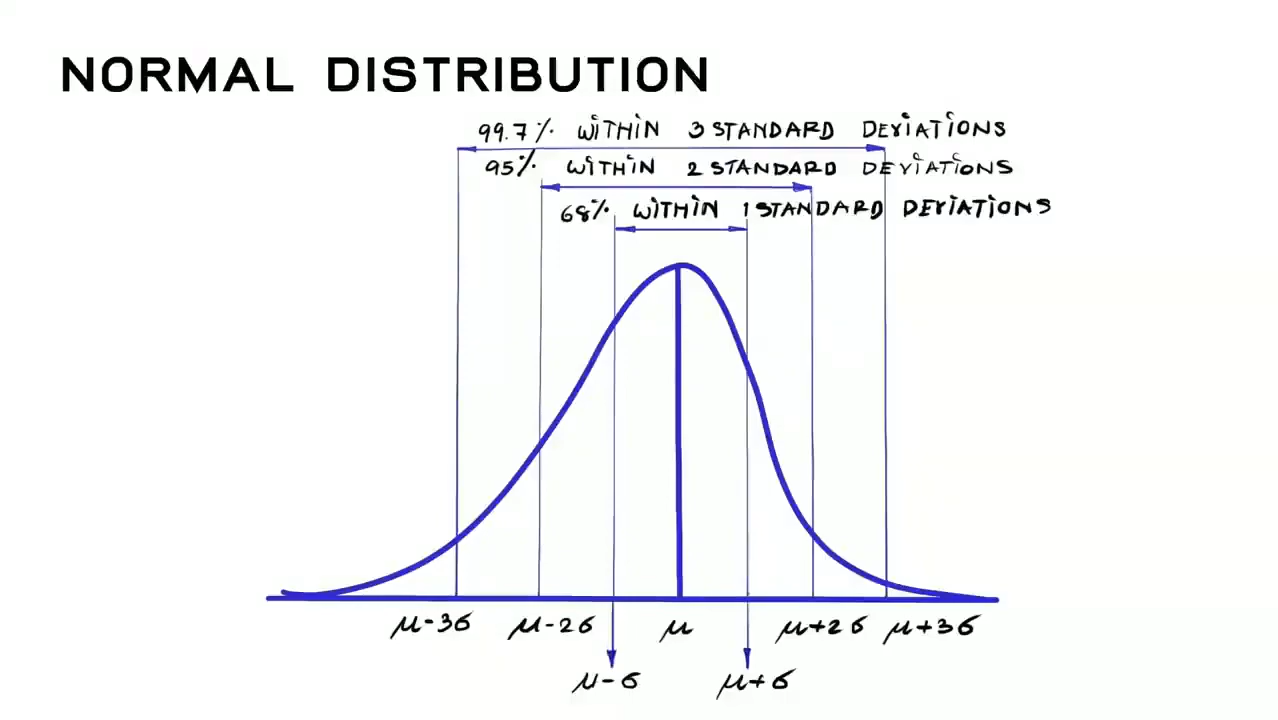 NORMAL DISTRIBUTION
99.7% WITHIN 3 STANDARD DEVIATIONS
95% WITHIN 2 STANDARD DEVIATIONS
68% WITHIN 1 STANDARD DEVIATIONS
μ-3σ μ-2σ μ μ+2σ μ+3σ
μ-σ μ+σ